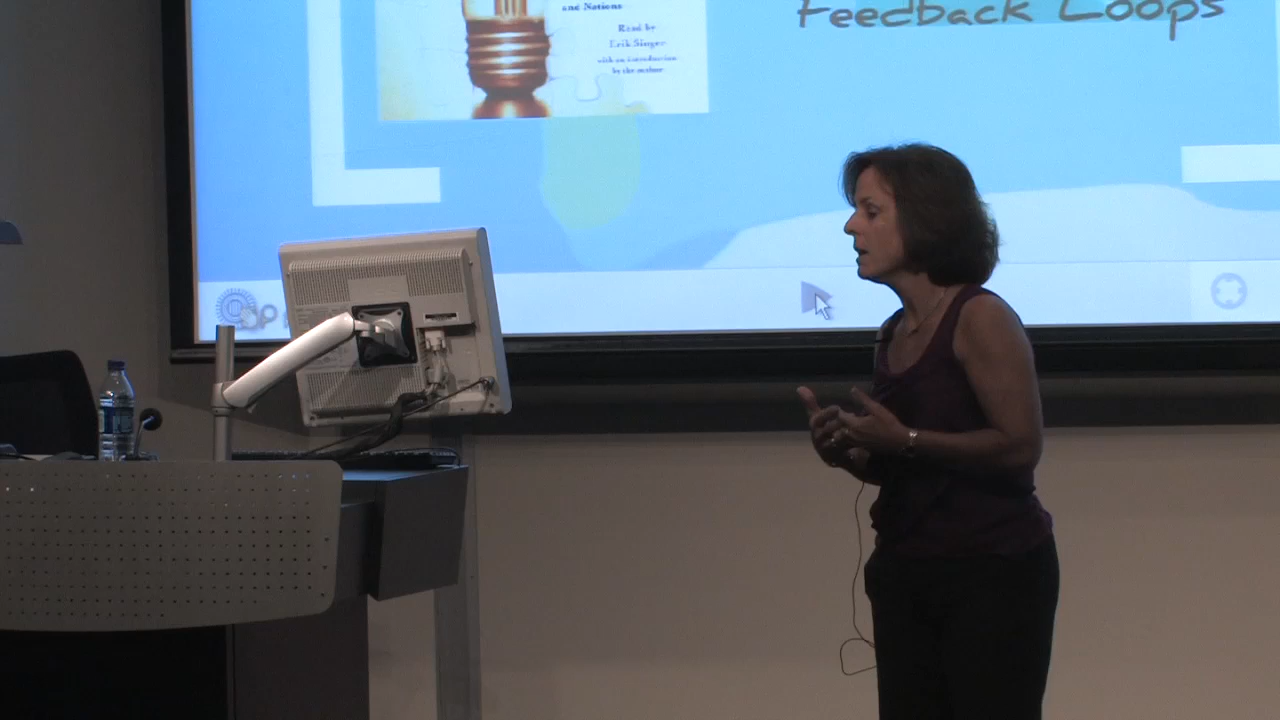 and Nations
Read by
Erik Singer
with an introduction
by the author
Feedback Loops